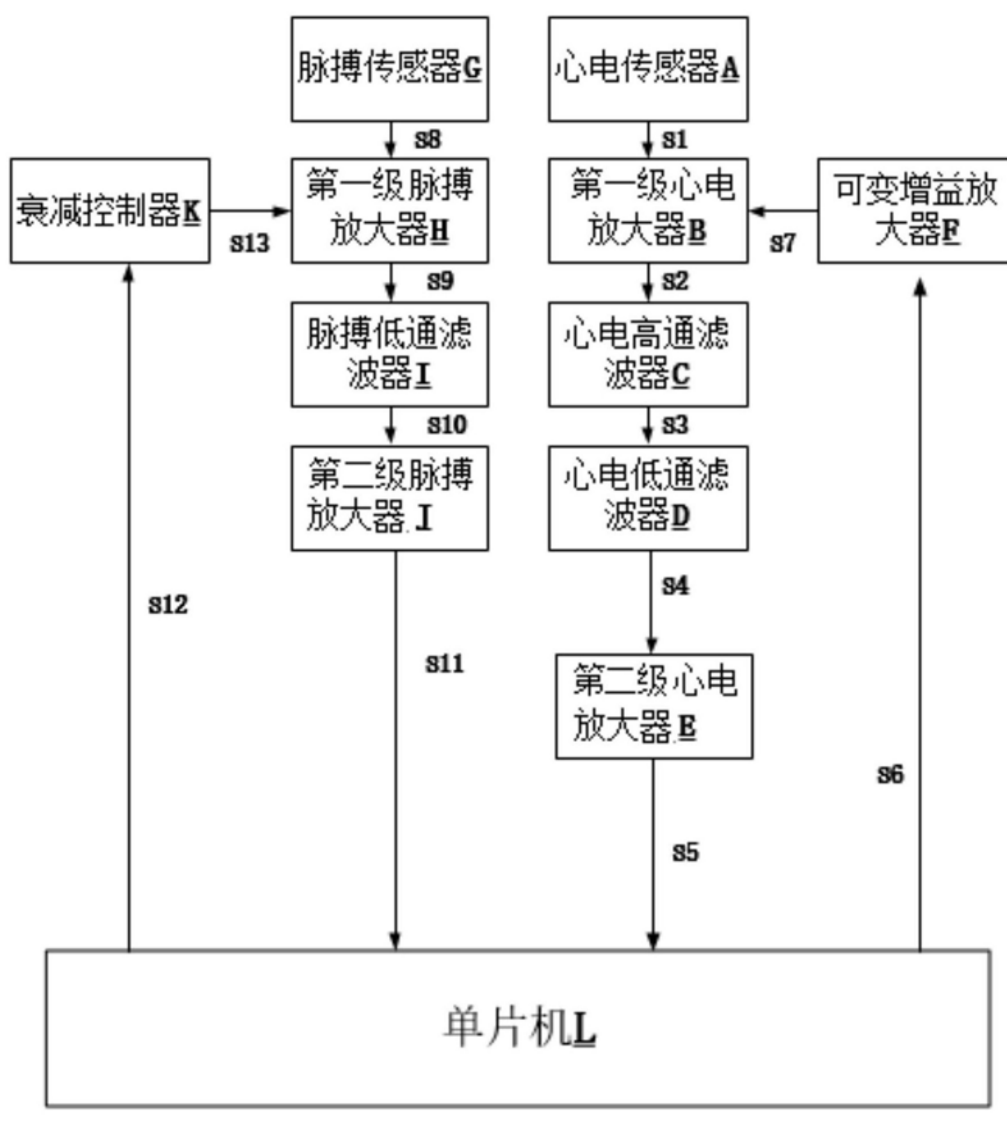 脉搏传感器G
心电传感器A
s8
s1
衰减控制器K
s13
第一级脉搏
放大器H
第一级心电
放大器B
s7
可变增益放
大器F
s9
s2
脉搏低通滤
波器I
心电高通滤
波器C
s10
s3
第二级脉搏
放大器J
心电低通滤
波器D
s4
s12
s11
第二级心电
放大器E
s6
s5
单片机L